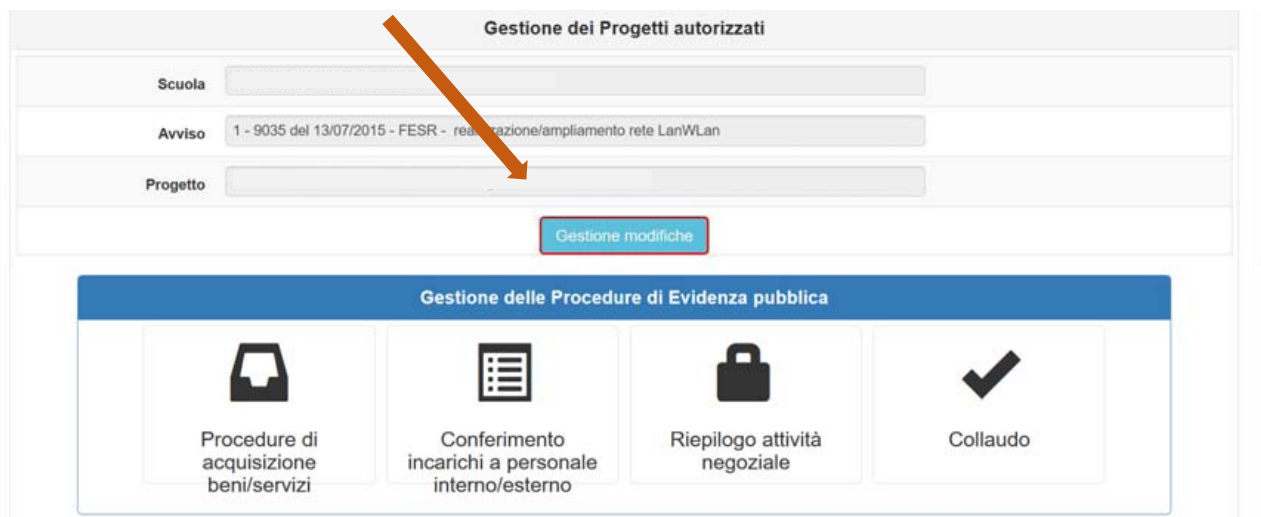 Gestione dei Progetti autorizzati
Scuola
Avviso 1 - 9035 del 13/07/2015 - FESR - realizzazione/ampliamento rete LanWLan
Progetto
Gestione modifiche
Gestione delle Procedure di Evidenza pubblica
Procedure di
acquisizione
beni/servizi
Conferimento
incarichi a personale
interno/esterno
Riepilogo attività
negoziale
Collaudo